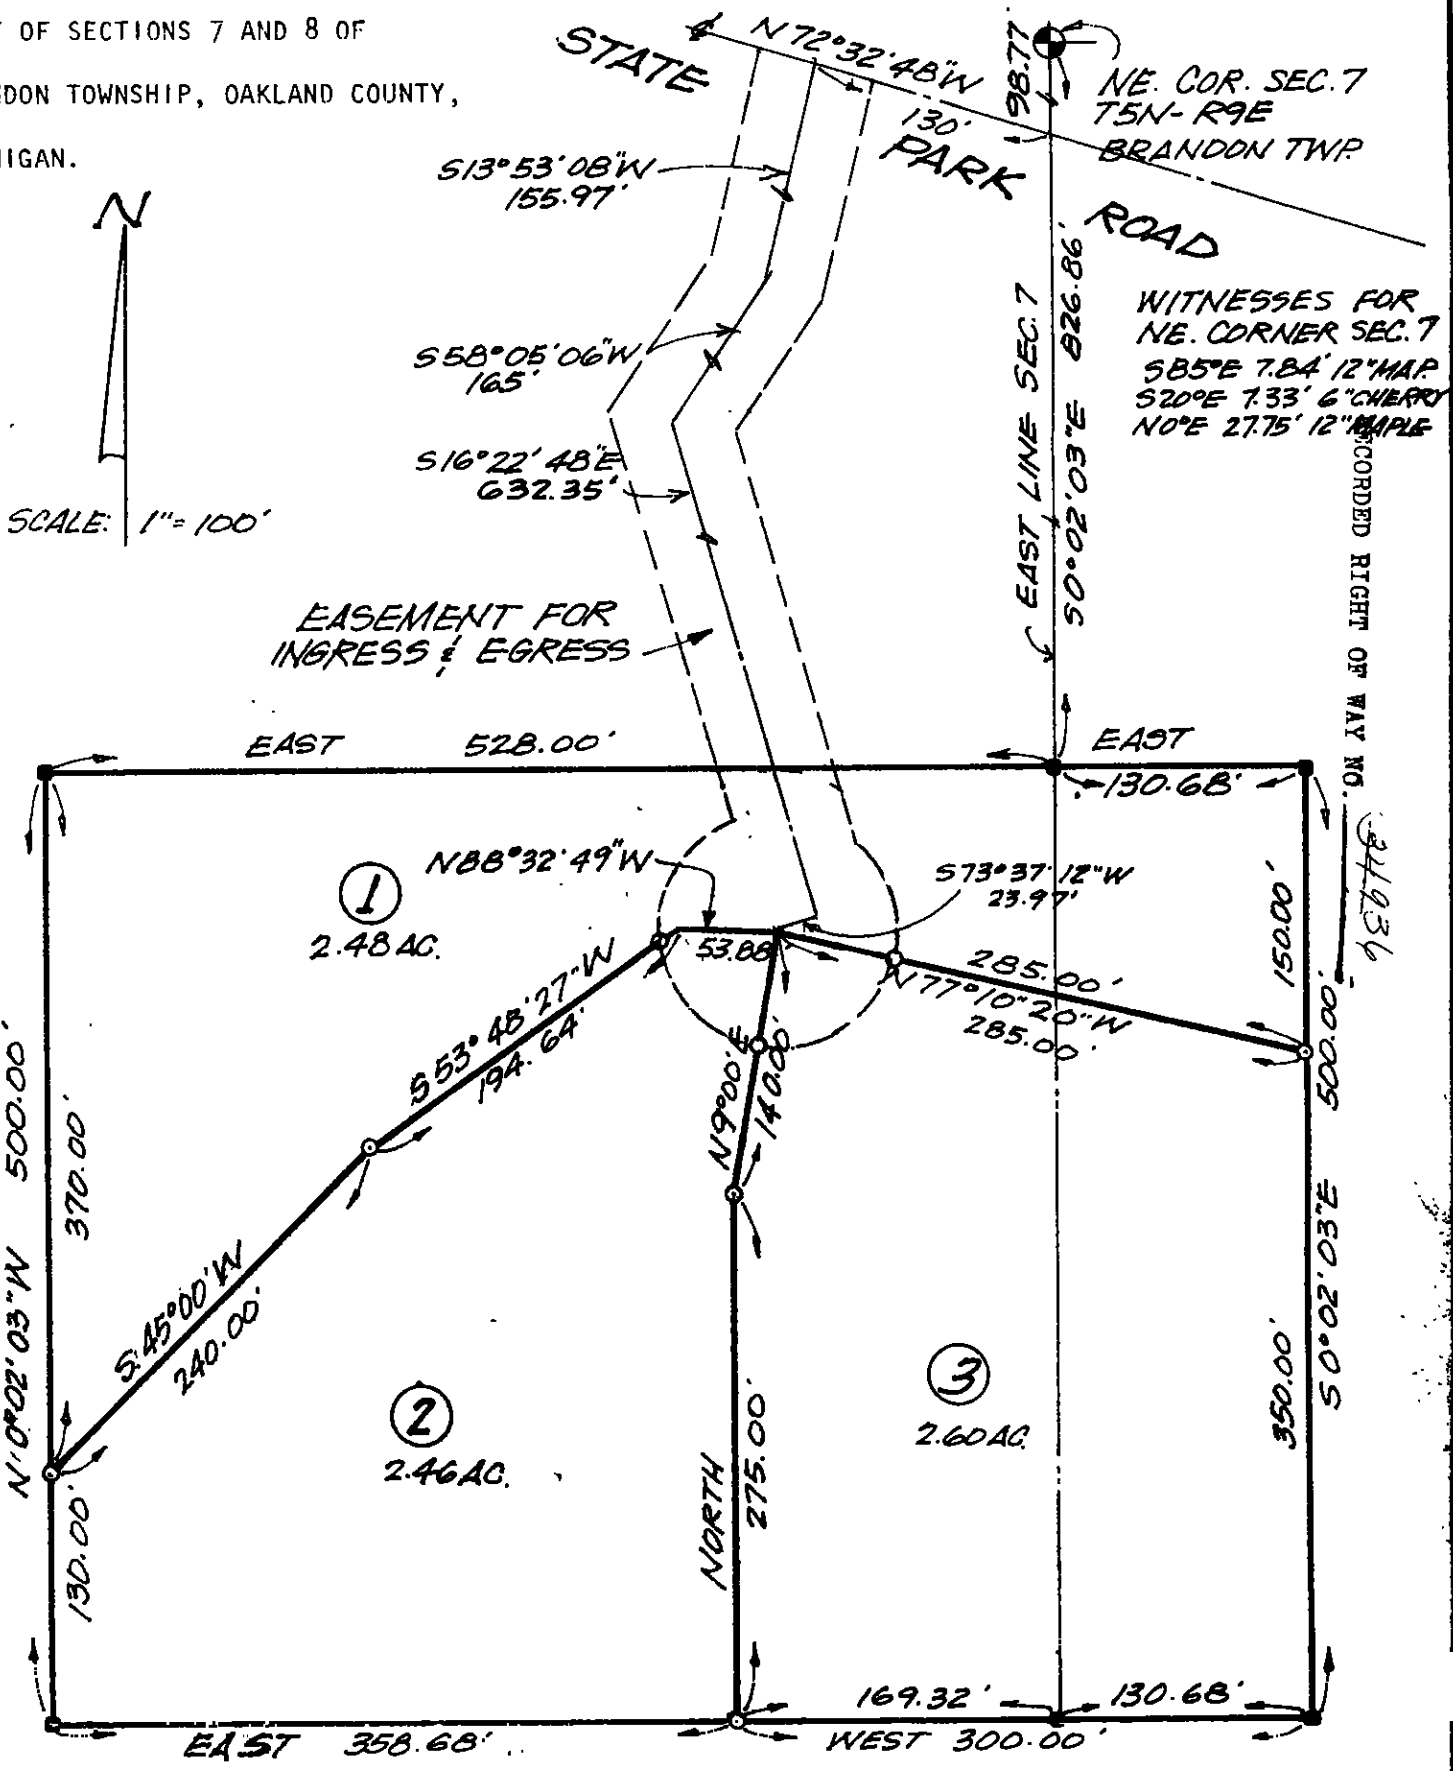 OF SECTIONS 7 AND 8 OF
DON TOWNSHIP, OAKLAND COUNTY,
IGAN.
N
SCALE: 1"=100'
STATE
PARK
ROAD
N72°32'48"W
130'
98.77
NE. COR. SEC. 7
T5N-R9E
BRANDON TWP.
S13°53'08"W
155.97'
WITNESSES FOR
NE. CORNER SEC. 7
S85°E 7.84' 12"MAP.
S20°E 7.33' 6"CHERRY
N0°E 27.75' 12"MAPLE
S58°05'06"W
165'
S16°22'48"E
632.35'
EAST LINE SEC. 7
S0°02'03"E 826.86'
EASEMENT FOR
INGRESS & EGRESS
CORDED RIGHT OF WAY NO. 34936
EAST 528.00'
EAST
130.68'
1
2.48 AC.
N88°32'49"W
53.88
S73°37'12"W
23.97'
285.00'
N77°10"20"W
285.00'
150.00'
500.00'
S0°02'03"E
350.00'
S53°48'27"W
194.64'
N9°00'E
140.00'
N'0°02'03"W 500.00'
370.00'
S.45°00'W
240.00'
130.00'
2
2.46 AC.
NORTH
275.00'
3
2.60 AC.
169.32'
130.68'
EAST 358.68'
WEST 300.00'